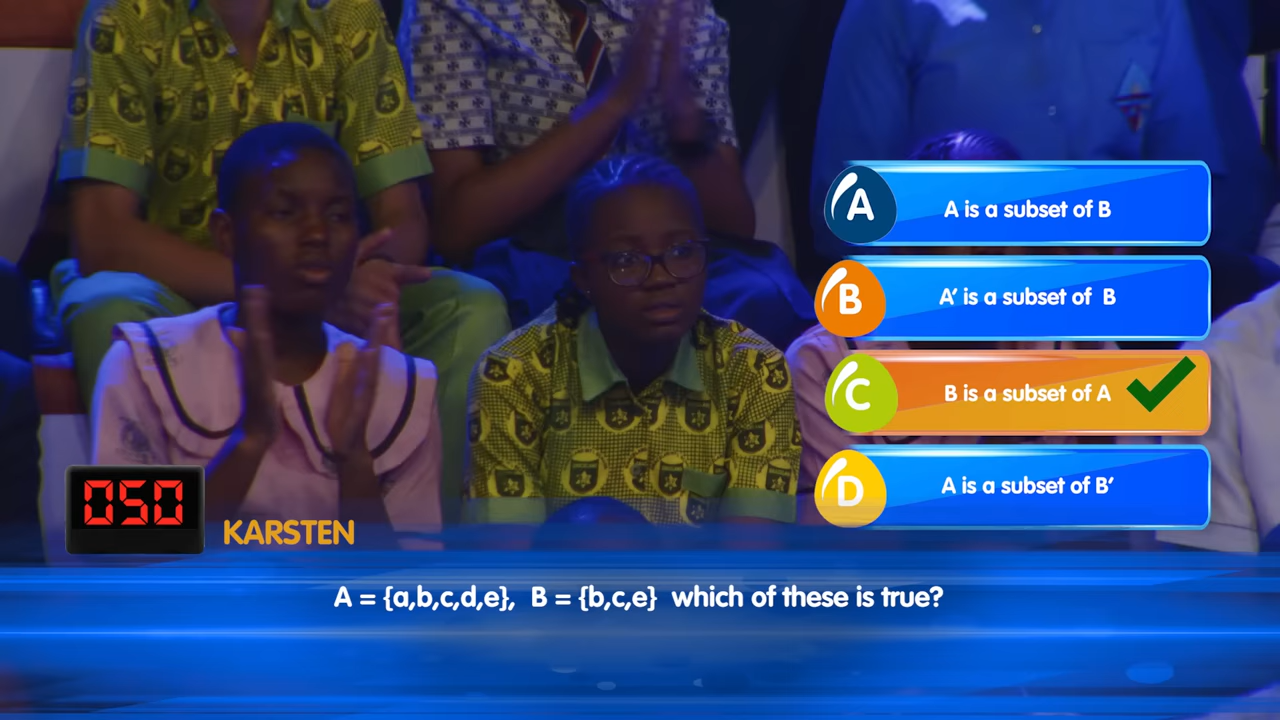 A
A is a subset of B
B
A′ is a subset of B
C
B is a subset of A
D
A is a subset of B′
050
KARSTEN
A = {a,b,c,d,e}, B = {b,c,e} which of these is true?